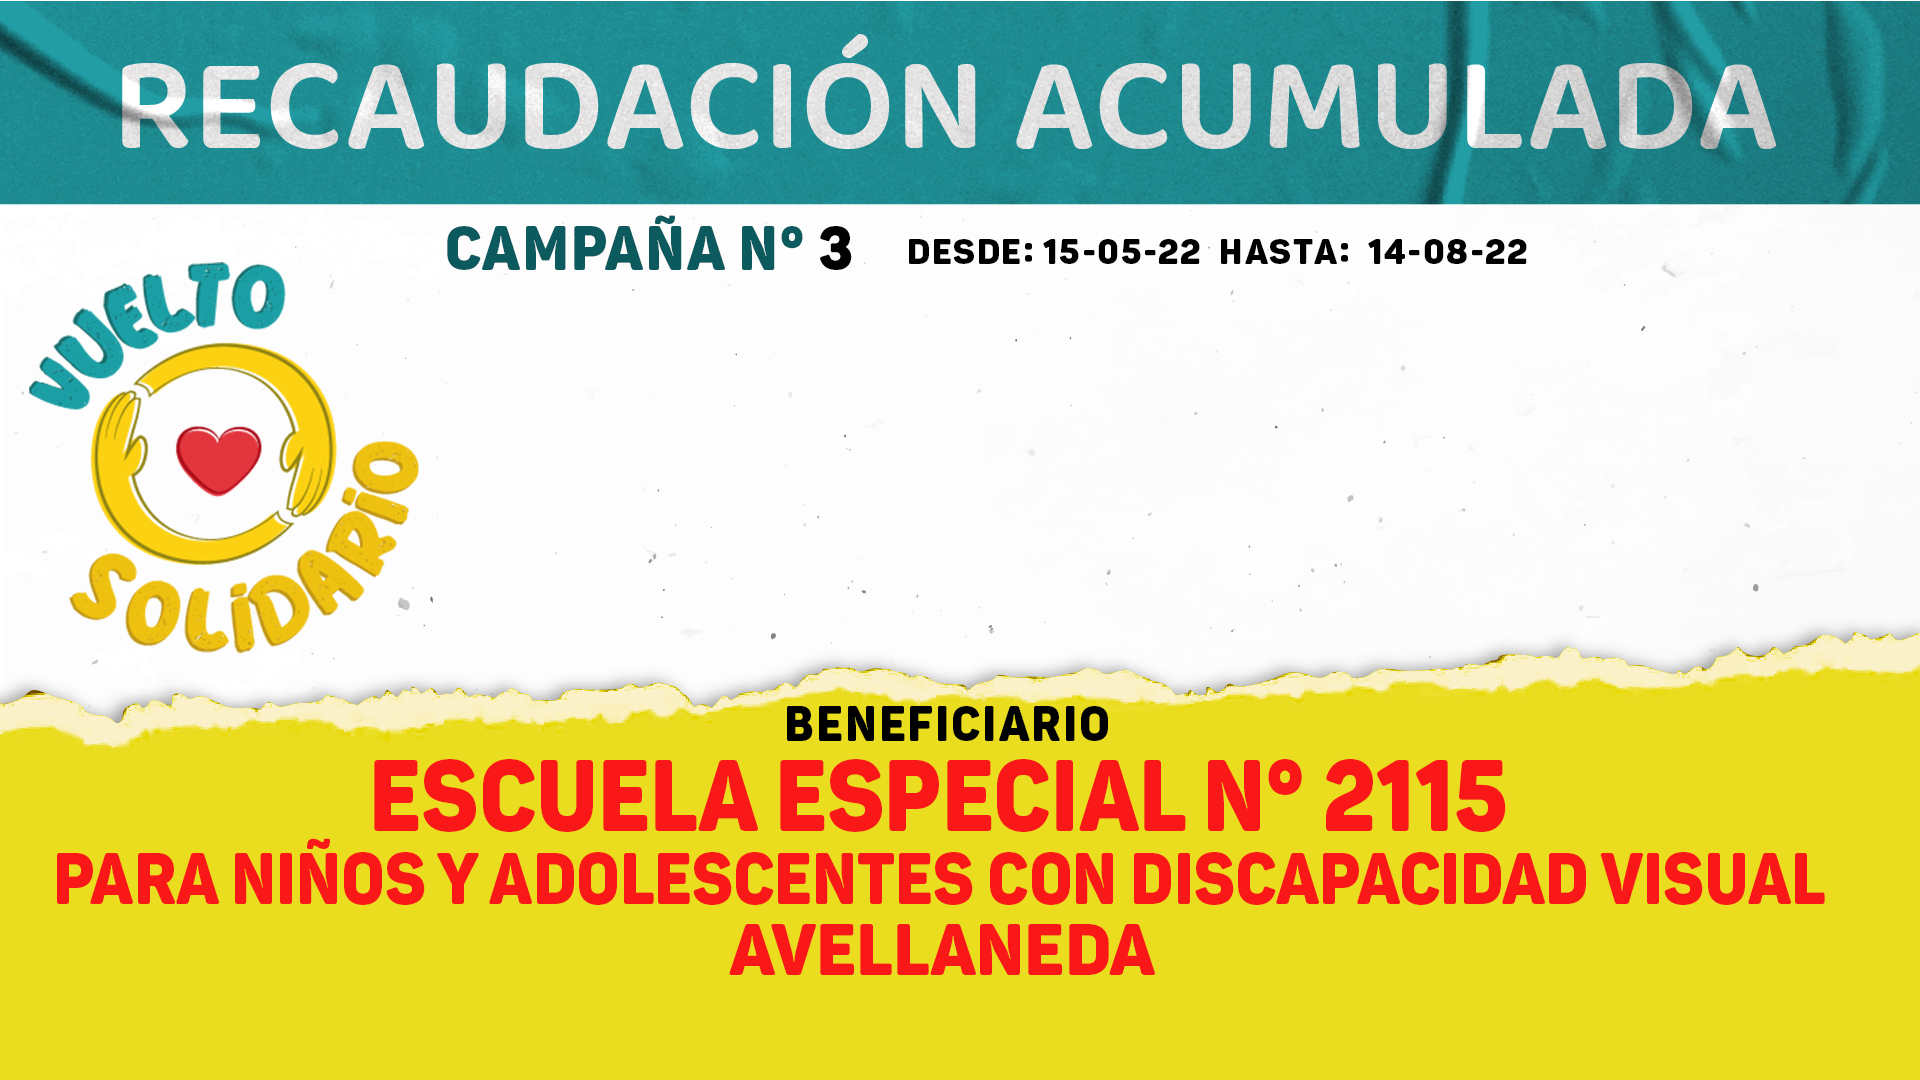 RECAUDACIÓN ACUMULADA
CAMPAÑA N° 3 DESDE: 15-05-22 HASTA: 14-08-22
VUELTO
SOLIDARIO
BENEFICIARIO
ESCUELA ESPECIAL N° 2115
PARA NIÑOS Y ADOLESCENTES CON DISCAPACIDAD VISUAL
AVELLANEDA